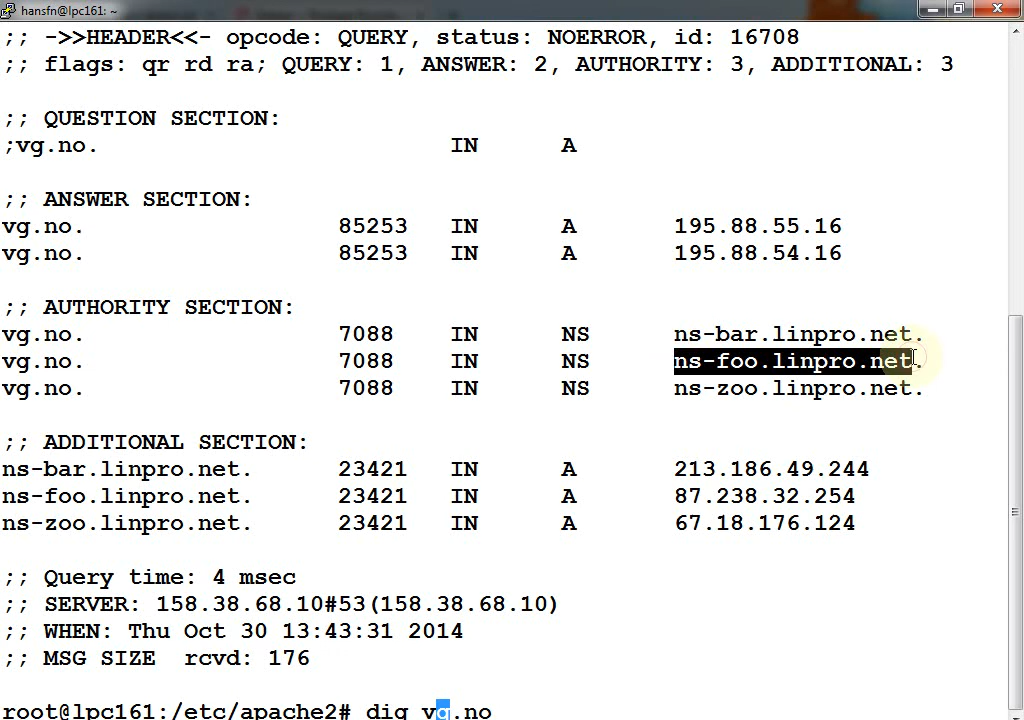 hansfn@lpc161: ~
;; ->>HEADER<<- opcode: QUERY, status: NOERROR, id: 16708
;; flags: qr rd ra; QUERY: 1, ANSWER: 2, AUTHORITY: 3, ADDITIONAL: 3
;; QUESTION SECTION:
;vg.no. IN A
;; ANSWER SECTION:
vg.no. 85253 IN A 195.88.55.16
vg.no. 85253 IN A 195.88.54.16
;; AUTHORITY SECTION:
vg.no. 7088 IN NS ns-bar.linpro.net.
vg.no. 7088 IN NS ns-foo.linpro.net.
vg.no. 7088 IN NS ns-zoo.linpro.net.
;; ADDITIONAL SECTION:
ns-bar.linpro.net. 23421 IN A 213.186.49.244
ns-foo.linpro.net. 23421 IN A 87.238.32.254
ns-zoo.linpro.net. 23421 IN A 67.18.176.124
;; Query time: 4 msec
;; SERVER: 158.38.68.10#53(158.38.68.10)
;; WHEN: Thu Oct 30 13:43:31 2014
;; MSG SIZE rcvd: 176
root@lpc161:/etc/apache2# dig vg.no